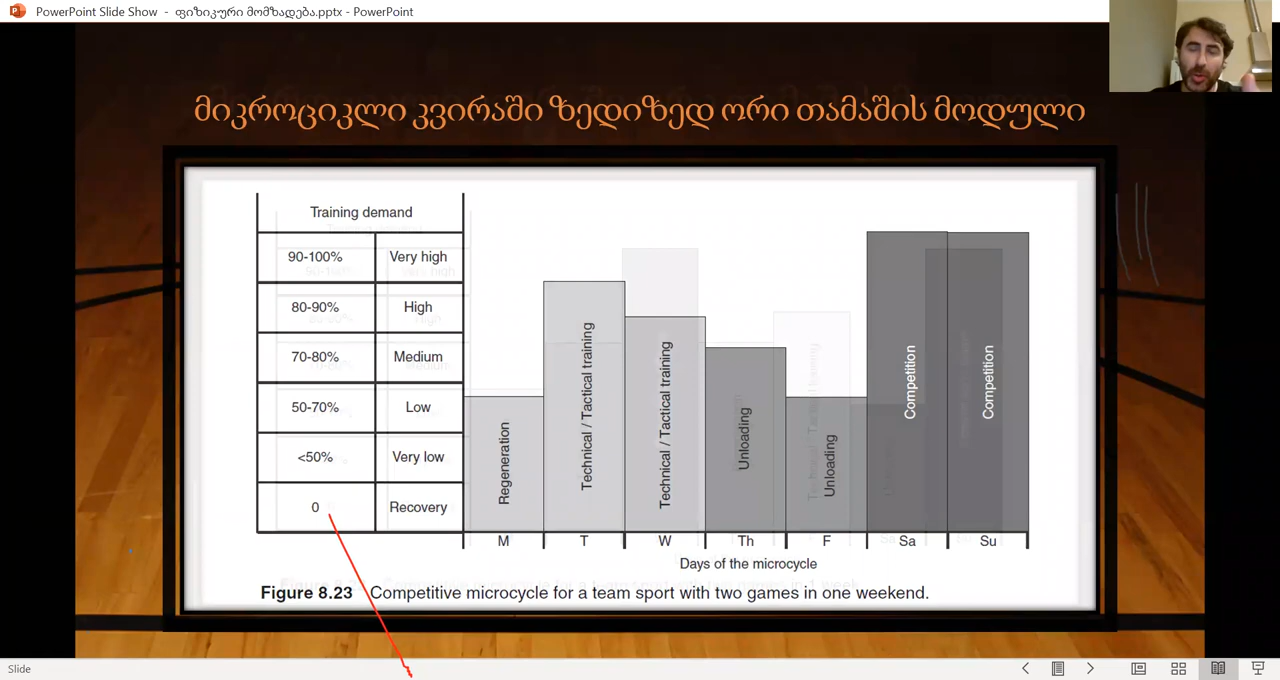 PowerPoint Slide Show - ფიზიკური მომზადება.pptx - PowerPoint
მიკროციკლი კვირაში ზედიზედ ორი თამაშის მოდული
Training demand
90-100% Very high
80-90% High
70-80% Medium
50-70% Low
<50% Very low
0 Recovery
Regeneration
Technical / Tactical training
Technical / Tactical training
Unloading
Unloading
Competition
Competition
M T W Th F Sa Su
Days of the microcycle
Figure 8.23 Competitive microcycle for a team sport with two games in one weekend.
Slide